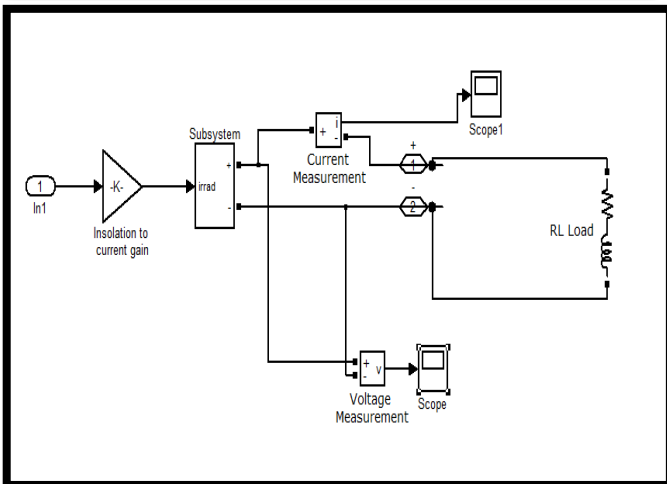 1
In1
-K-
Insolation to
current gain
Subsystem
irrad
+
-
+
i
-
Current
Measurement
Scope1
+
1
-
2
RL Load
+
-
v
Voltage
Measurement
Scope